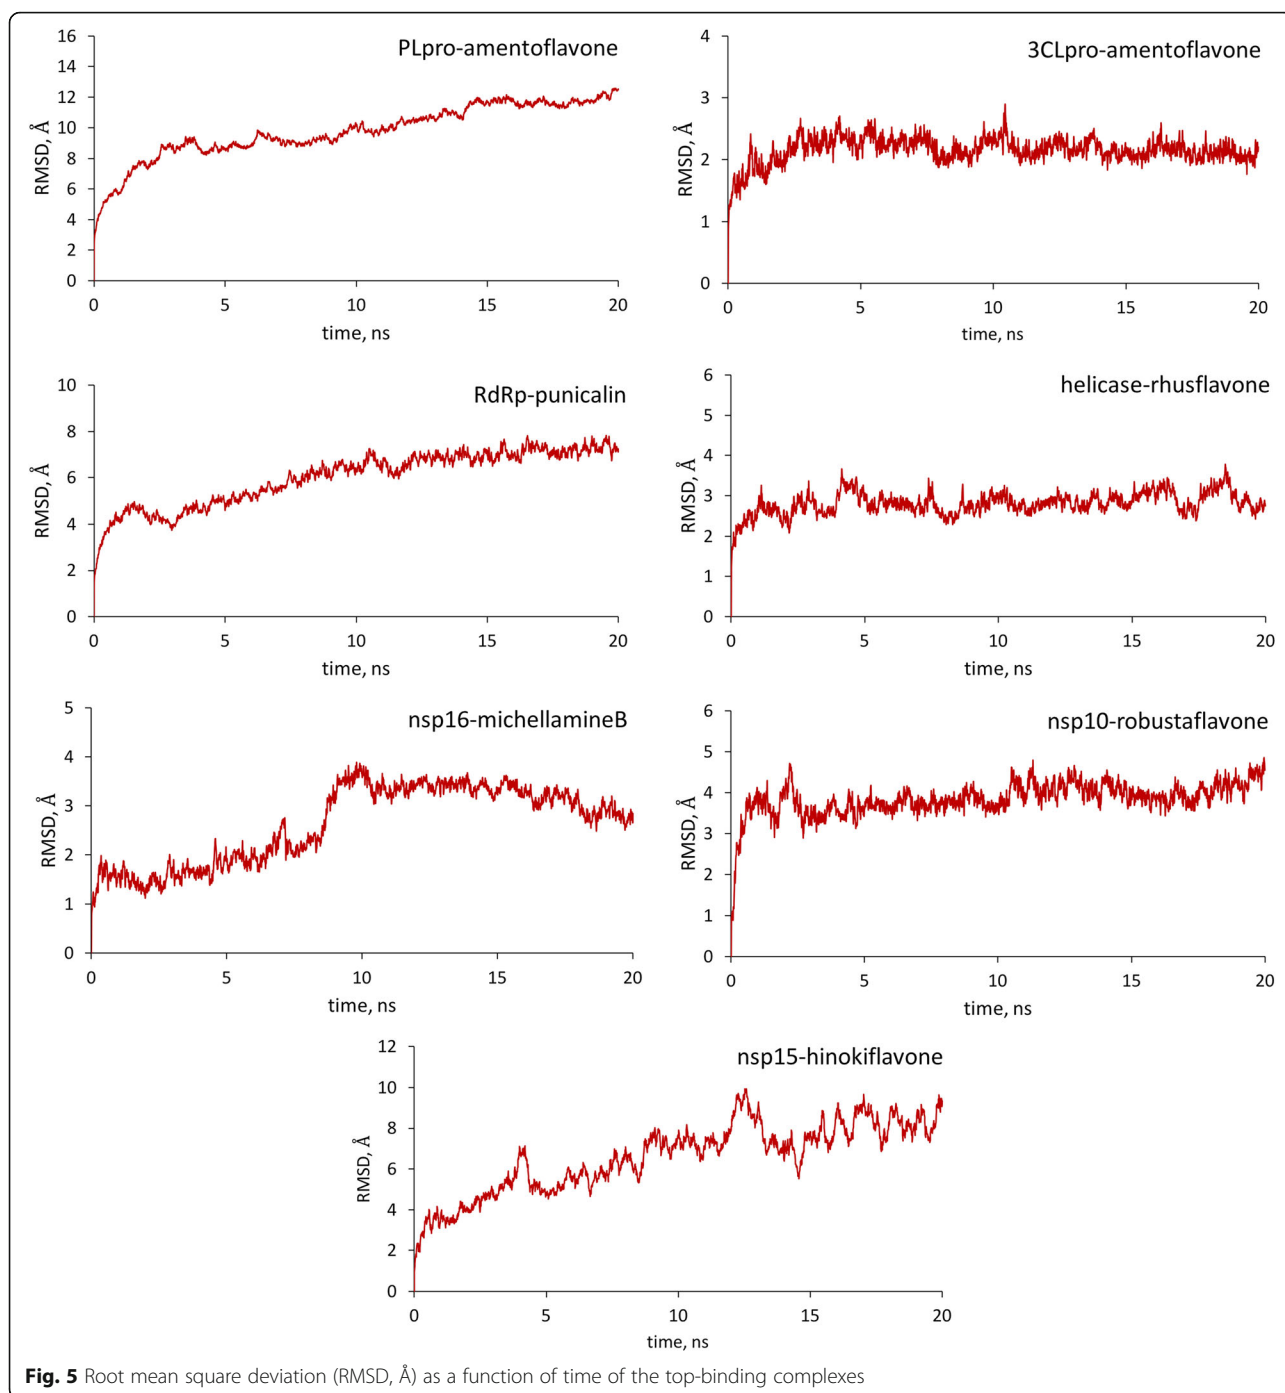 PLpro-amentoflavone
RMSD, Å
16
14
12
10
8
6
4
2
0
0 5 10 15 20
time, ns
3CLpro-amentoflavone
RMSD, Å
4
3
2
1
0
0 5 10 15 20
time, ns
RdRp-punicalin
RMSD, Å
10
8
6
4
2
0
0 5 10 15 20
time, ns
helicase-rhusflavone
RMSD, Å
6
5
4
3
2
1
0
0 5 10 15 20
time, ns
nsp16-michellamineB
RMSD, Å
5
4
3
2
1
0
0 5 10 15 20
time, ns
nsp10-robustaflavone
RMSD, Å
6
5
4
3
2
1
0
0 5 10 15 20
time, ns
nsp15-hinokiflavone
RMSD, Å
12
10
8
6
4
2
0
0 5 10 15 20
time, ns
Fig. 5 Root mean square deviation (RMSD, Å) as a function of time of the top-binding complexes